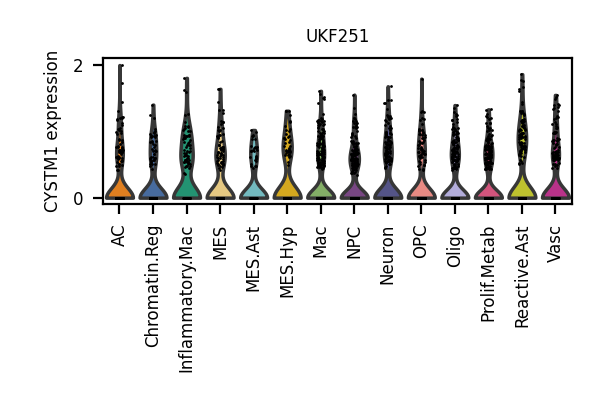 UKF251
CYSTM1 expression
2
0
AC
Chromatin.Reg
Inflammatory.Mac
MES
MES.Ast
MES.Hyp
Mac
NPC
Neuron
OPC
Oligo
Prolif.Metab
Reactive.Ast
Vasc